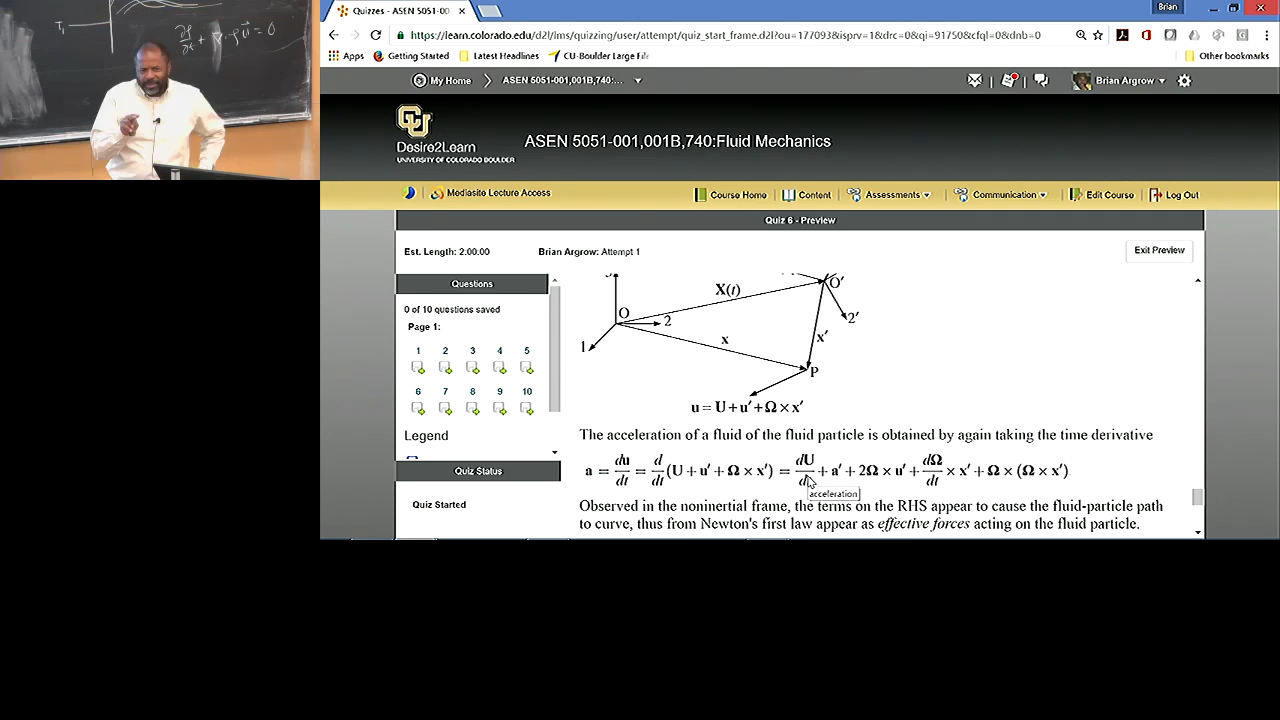 T₁
∂ρ/∂t + ∇·ρu⃗ = 0
Quizzes - ASEN 5051-00
Brian
https://learn.colorado.edu/d2l/lms/quizzing/user/attempt/quiz_start_frame.d2l?ou=177093&isprv=1&drc=0&qi=91750&cfql=0&dnb=0
Apps
Getting Started
Latest Headlines
CU-Boulder Large File
Other bookmarks
My Home
ASEN 5051-001,001B,740:...
Brian Argrow
CU
Desire2Learn
UNIVERSITY OF COLORADO BOULDER
ASEN 5051-001,001B,740:Fluid Mechanics
Mediasite Lecture Access
Course Home
Content
Assessments
Communication
Edit Course
Log Out
Quiz 6 - Preview
Est. Length: 2:00:00
Brian Argrow: Attempt 1
Exit Preview
Questions
0 of 10 questions saved
Page 1:
1 2 3 4 5
6 7 8 9 10
Legend
Quiz Status
Quiz Started
X(t)
O′
O
2
2′
1
x
x′
P
u = U + u′ + Ω × x′
The acceleration of a fluid of the fluid particle is obtained by again taking the time derivative
a = du/dt = d/dt (U + u′ + Ω × x′) = dU/d + a′ + 2Ω × u′ + dΩ/dt × x′ + Ω × (Ω × x′)
acceleration
Observed in the noninertial frame, the terms on the RHS appear to cause the fluid-particle path
to curve, thus from Newton's first law appear as effective forces acting on the fluid particle.